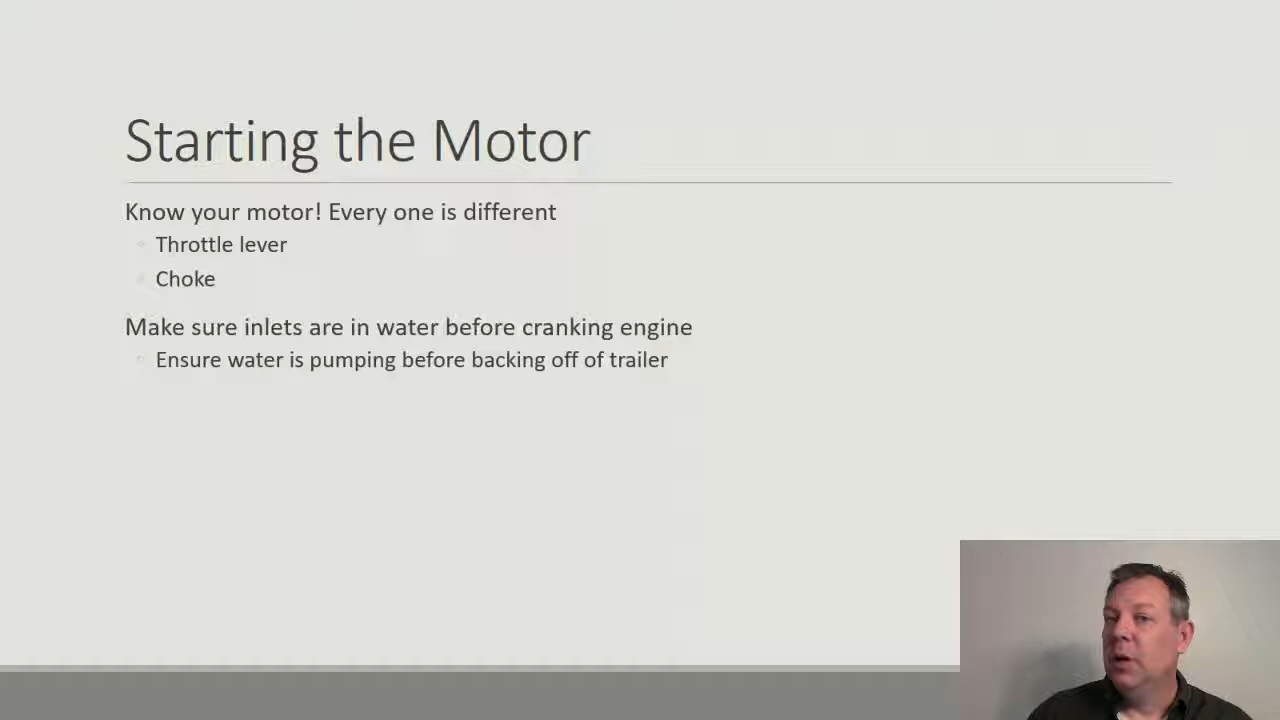 Starting the Motor
Know your motor! Every one is different
Throttle lever
Choke
Make sure inlets are in water before cranking engine
Ensure water is pumping before backing off of trailer